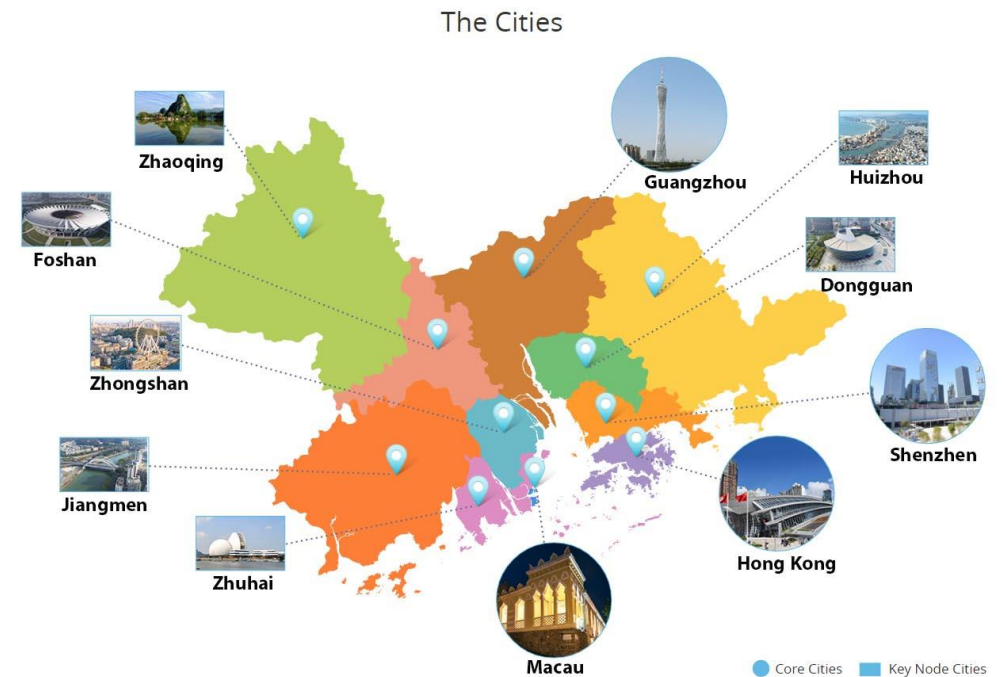 The Cities
Zhaoqing
Guangzhou
Huizhou
Foshan
Dongguan
Zhongshan
Shenzhen
Jiangmen
Zhuhai
Hong Kong
Macau
Core Cities
Key Node Cities